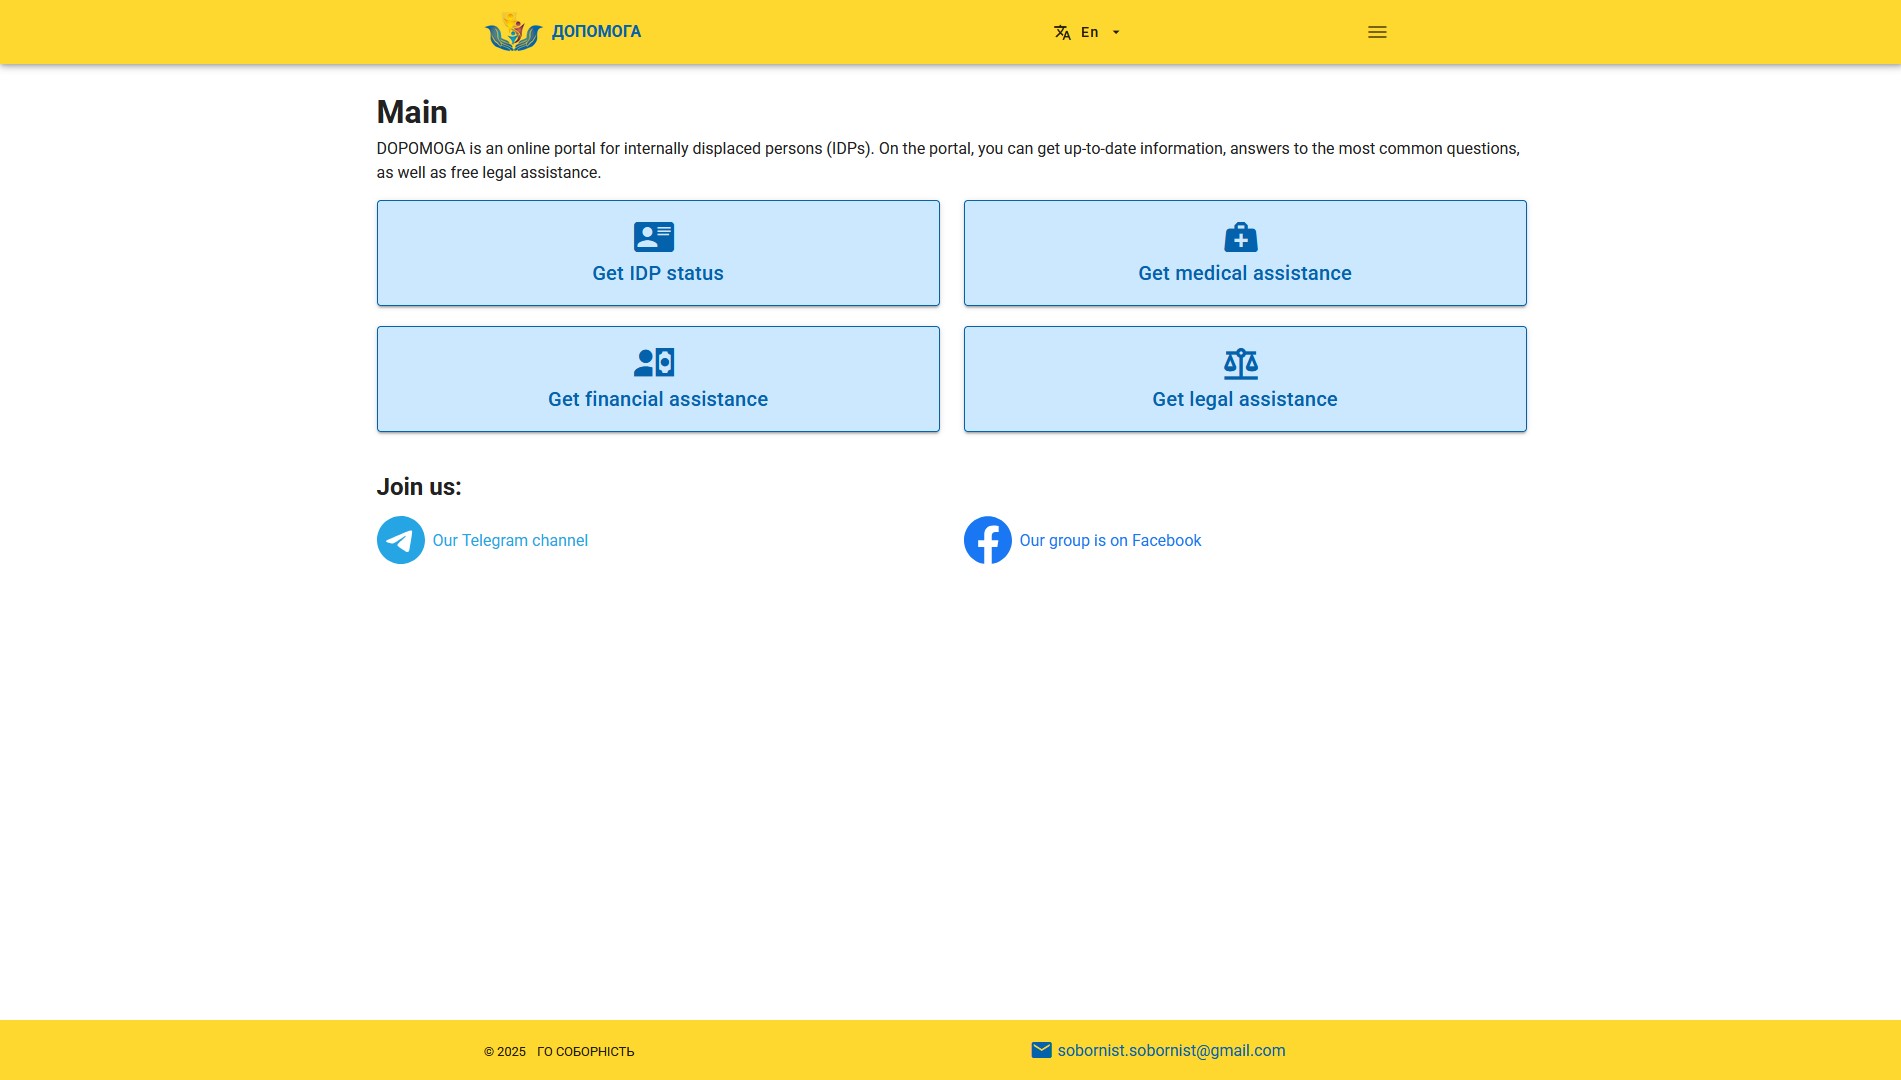 ДОПОМОГА
En
Main
DOPOMOGA is an online portal for internally displaced persons (IDPs). On the portal, you can get up-to-date information, answers to the most common questions,
as well as free legal assistance.
Get IDP status
Get medical assistance
Get financial assistance
Get legal assistance
Join us:
Our Telegram channel
Our group is on Facebook
© 2025 ГО СОБОРНІСТЬ
sobornist.sobornist@gmail.com